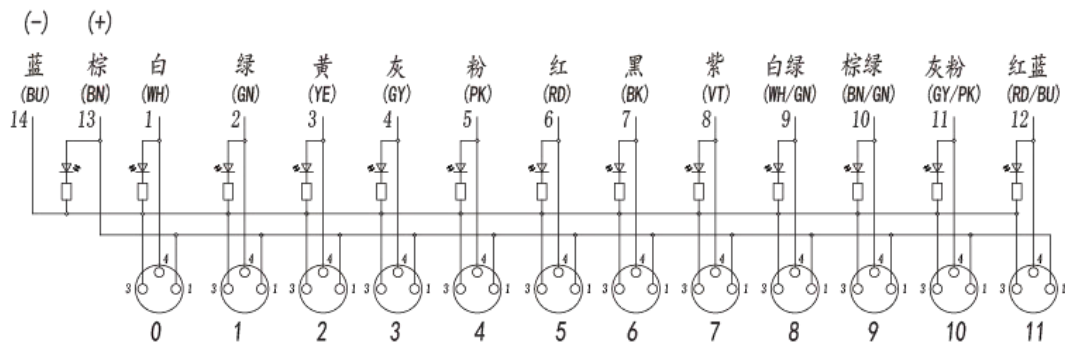 (-) (+)
蓝 棕 白 绿 黄 灰 粉 红 黑 紫 白绿 棕绿 灰粉 红蓝
(BU) (BN) (WH) (GN) (YE) (GY) (PK) (RD) (BK) (VT) (WH/GN) (BN/GN) (GY/PK) (RD/BU)
14 13 1 2 3 4 5 6 7 8 9 10 11 12
4 4 4 4 4 4 4 4 4 4 4 4
3 1 3 1 3 1 3 1 3 1 3 1 3 1 3 1 3 1 3 1 3 1 3 1
0 1 2 3 4 5 6 7 8 9 10 11